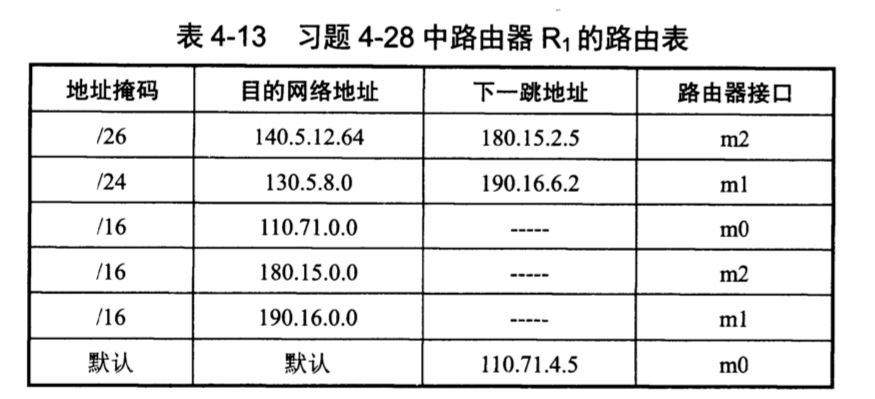 表 4-13 习题 4-28 中路由器 R₁ 的路由表
地址掩码 目的网络地址 下一跳地址 路由器接口
/26 140.5.12.64 180.15.2.5 m2
/24 130.5.8.0 190.16.6.2 m1
/16 110.71.0.0 ----- m0
/16 180.15.0.0 ----- m2
/16 190.16.0.0 ----- m1
默认 默认 110.71.4.5 m0